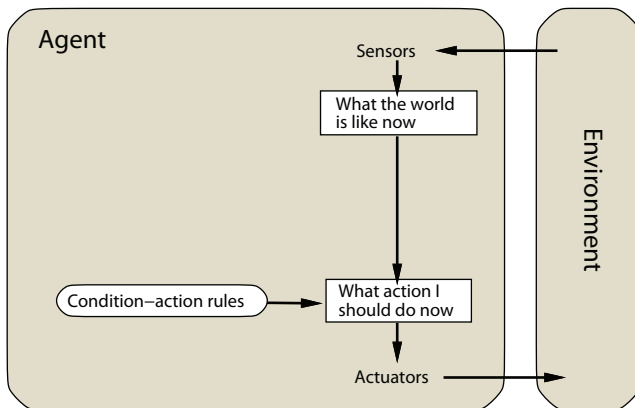 Agent
Sensors
What the world
is like now
Environment
Condition–action rules
What action I
should do now
Actuators